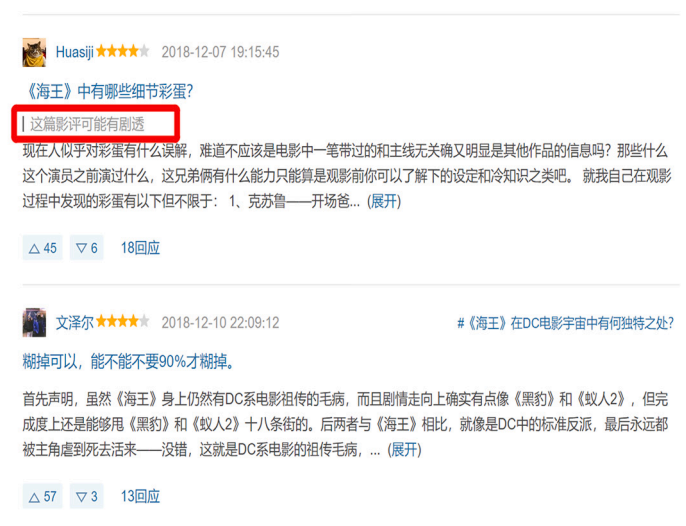 Huasiji 2018-12-07 19:15:45
《海王》中有哪些细节彩蛋?
这篇影评可能有剧透
现在人似乎对彩蛋有什么误解，难道不应该是电影中一笔带过的和主线无关确又明显是其他作品的信息吗？那些什么
这个演员之前演过什么，这兄弟俩有什么能力只能算是观影前你可以了解下的设定和冷知识之类吧。 就我自己在观影
过程中发现的彩蛋有以下但不限于： 1、克苏鲁——开场爸... (展开)
△ 45 ▽ 6 18回应
文泽尔 2018-12-10 22:09:12 #《海王》在DC电影宇宙中有何独特之处?
糊掉可以，能不能不要90%才糊掉。
首先声明，虽然《海王》身上仍然有DC系电影祖传的毛病，而且剧情走向上确实有点像《黑豹》和《蚁人2》，但完
成度上还是能够甩《黑豹》和《蚁人2》十八条街的。后两者与《海王》相比，就像是DC中的标准反派，最后永远都
被主角虐到死去活来——没错，这就是DC系电影的祖传毛病，... (展开)
△ 57 ▽ 3 13回应